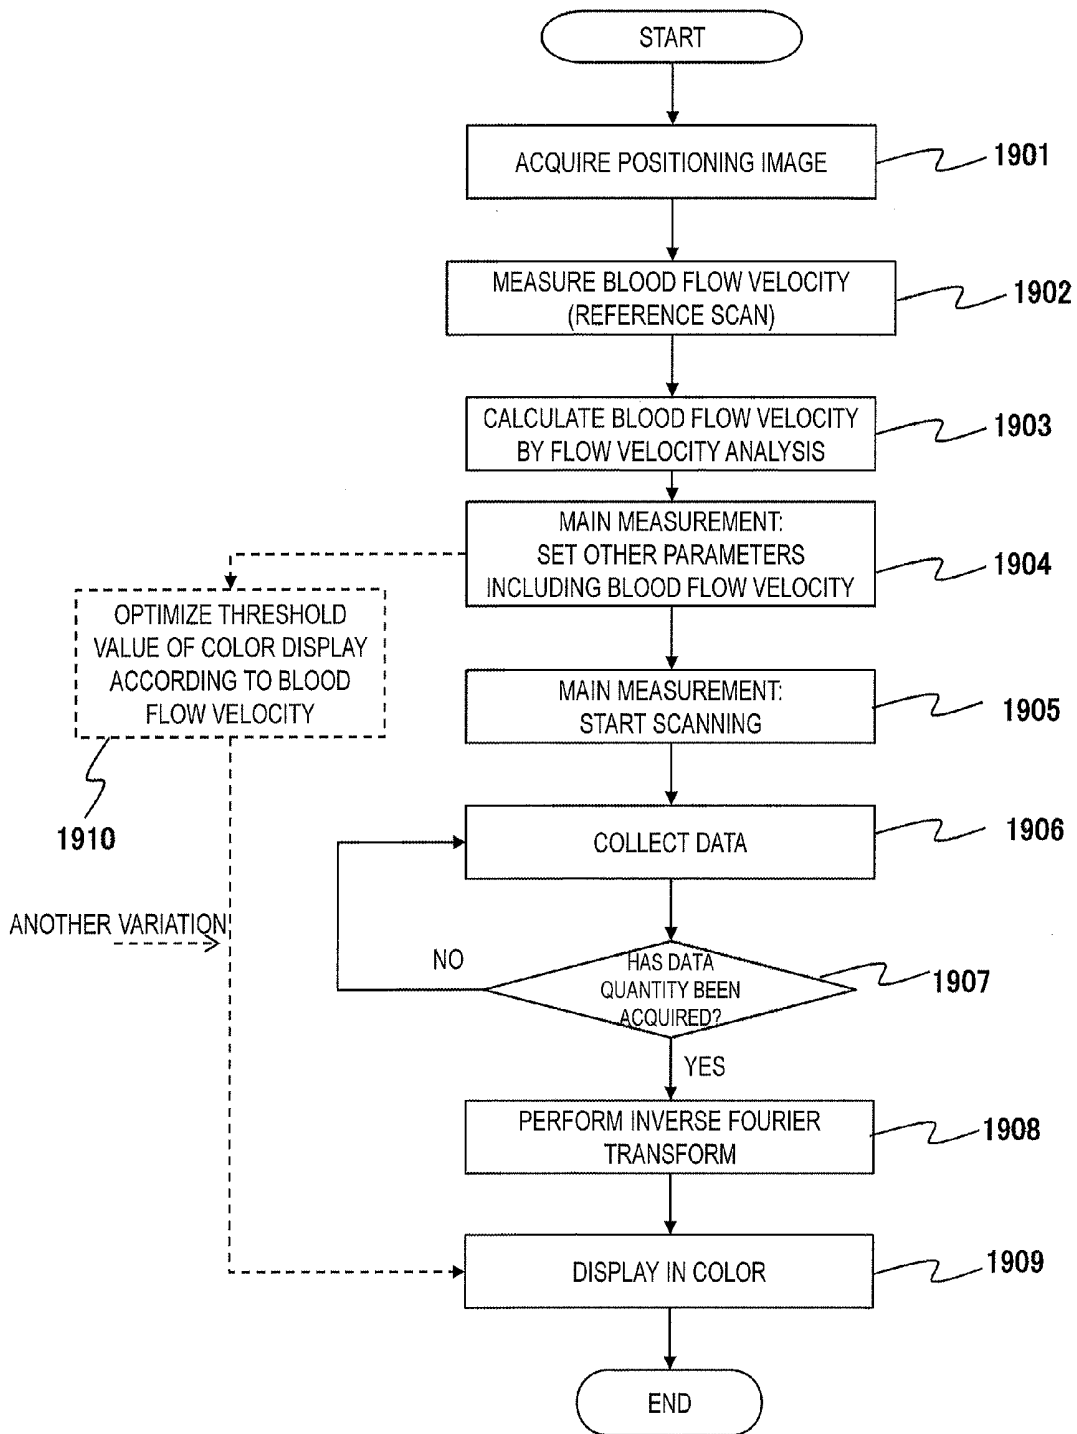 START
ACQUIRE POSITIONING IMAGE
1901
MEASURE BLOOD FLOW VELOCITY
(REFERENCE SCAN)
1902
CALCULATE BLOOD FLOW VELOCITY
BY FLOW VELOCITY ANALYSIS
1903
MAIN MEASUREMENT:
SET OTHER PARAMETERS
INCLUDING BLOOD FLOW VELOCITY
1904
OPTIMIZE THRESHOLD
VALUE OF COLOR DISPLAY
ACCORDING TO BLOOD
FLOW VELOCITY
1910
MAIN MEASUREMENT:
START SCANNING
1905
COLLECT DATA
1906
ANOTHER VARIATION
NO
HAS DATA
QUANTITY BEEN
ACQUIRED?
1907
YES
PERFORM INVERSE FOURIER
TRANSFORM
1908
DISPLAY IN COLOR
1909
END